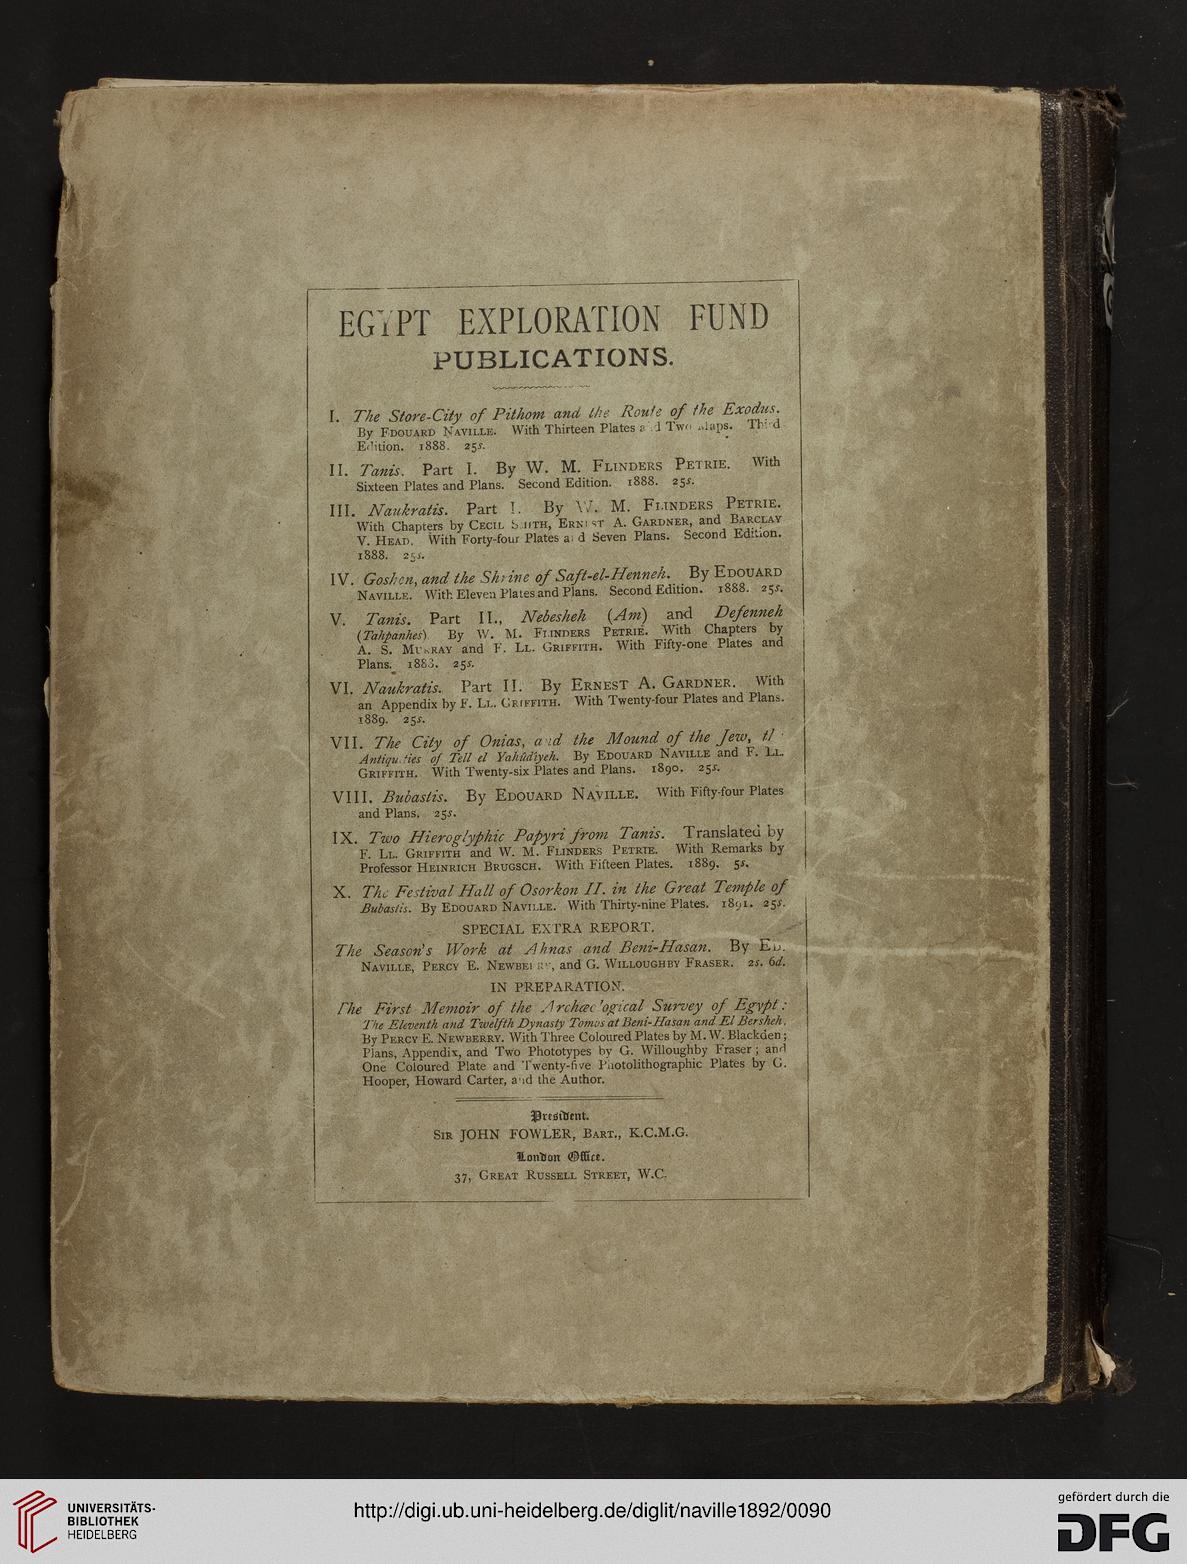 EGYPT EXPLORATION FUND
PUBLICATIONS.
I. The Store-City of Pithom and the Route of the Exodus.
By EDOUARD NAVILLE. With Thirteen Plates and Two Maps. Third
Edition. 1888. 25s.
II. Tanis. Part I. By W. M. FLINDERS PETRIE. With
Sixteen Plates and Plans. Second Edition. 1888. 25s.
III. Naukratis. Part I. By W. M. FLINDERS PETRIE.
With Chapters by CECIL SMITH, ERNEST A. GARDNER, and BARCLAY
V. HEAD. With Forty-four Plates and Seven Plans. Second Edition.
1888. 25s.
IV. Goshen, and the Shrine of Saft-el-Henneh. By EDOUARD
NAVILLE. With Eleven Plates and Plans. Second Edition. 1888. 25s.
V. Tanis. Part II., Nebesheh (Am) and Defenneh
(Tahpanhes) By W. M. FLINDERS PETRIE. With Chapters by
A. S. MURRAY and F. LL. GRIFFITH. With Fifty-one Plates and
Plans. 1888. 25s.
VI. Naukratis. Part II. By ERNEST A. GARDNER. With
an Appendix by F. LL. GRIFFITH. With Twenty-four Plates and Plans.
1889. 25s.
VII. The City of Onias, and the Mound of the Jew,
Antiquities of Tell el Yahûdîyeh. By EDOUARD NAVILLE and F. LL.
GRIFFITH. With Twenty-six Plates and Plans. 1890. 25s.
VIII. Bubastis. By EDOUARD NAVILLE. With Fifty-four Plates
and Plans. 25s.
IX. Two Hieroglyphic Papyri from Tanis. Translated by
F. LL. GRIFFITH and W. M. FLINDERS PETRIE. With Remarks by
Professor HEINRICH BRUGSCH. With Fifteen Plates. 1889. 5s.
X. The Festival Hall of Osorkon II. in the Great Temple of
Bubastis. By EDOUARD NAVILLE. With Thirty-nine Plates. 1891. 25s.
SPECIAL EXTRA REPORT.
The Season's Work at Ahnas and Beni-Hasan. By ED.
NAVILLE, PERCY E. NEWBERRY, and G. WILLOUGHBY FRASER. 2s. 6d.
IN PREPARATION.
The First Memoir of the Archæological Survey of Egypt:
The Eleventh and Twelfth Dynasty Tombs at Beni-Hasan and El Bersheh.
By PERCY E. NEWBERRY. With Three Coloured Plates by M. W. Blackden;
Plans, Appendix, and Two Phototypes by G. Willoughby Fraser; and
One Coloured Plate and Twenty-five Photolithographic Plates by G.
Hooper, Howard Carter, and the Author.
President.
SIR JOHN FOWLER, BART., K.C.M.G.
London Office.
37, GREAT RUSSELL STREET, W.C.
UNIVERSITÄTS-
BIBLIOTHEK
HEIDELBERG
http://digi.ub.uni-heidelberg.de/diglit/naville1892/0090
gefördert durch die
DFG